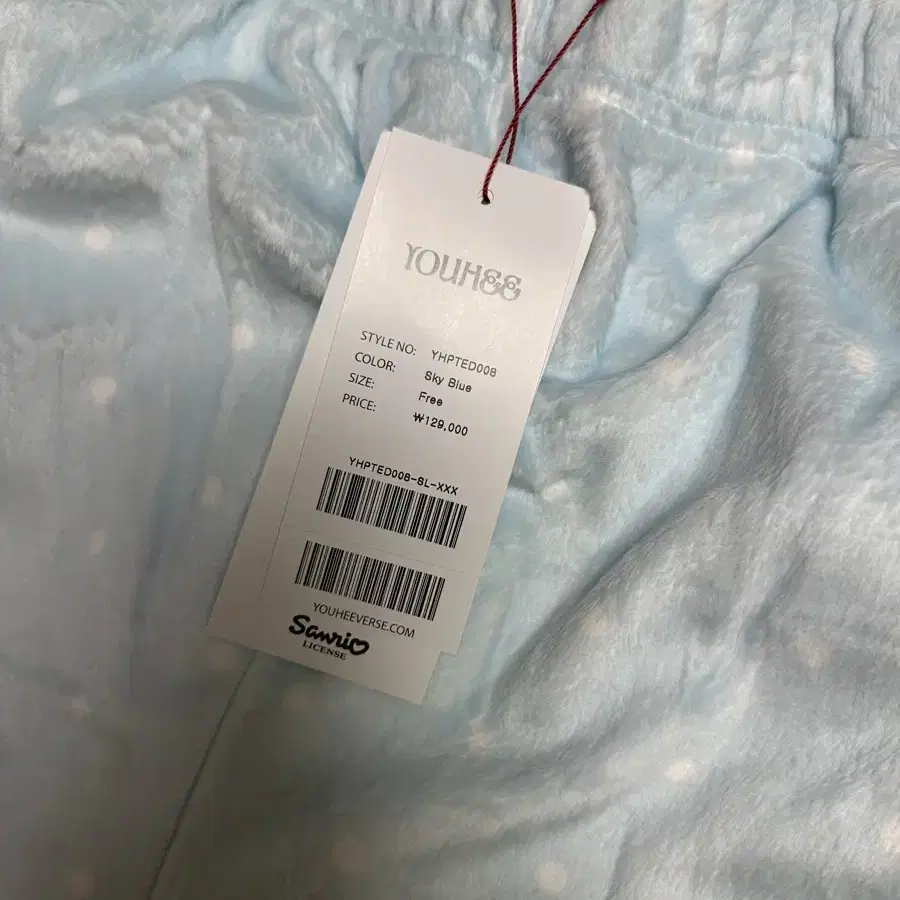 YOUHEE
STYLE NO: YHPTED008
COLOR: Sky Blue
SIZE: Free
PRICE: ₩129,000
YHPTED008-SL-XXX
YOUHEEVERSE.COM
Sanrio
LICENSE